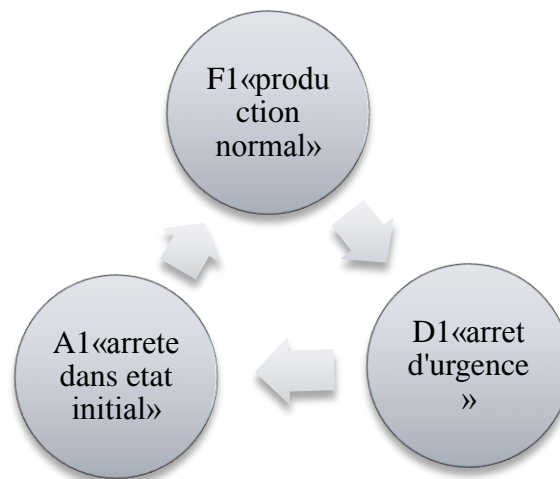 F1«produ
ction
normal»
A1«arrete
dans etat
initial»
D1«arret
d'urgence
»